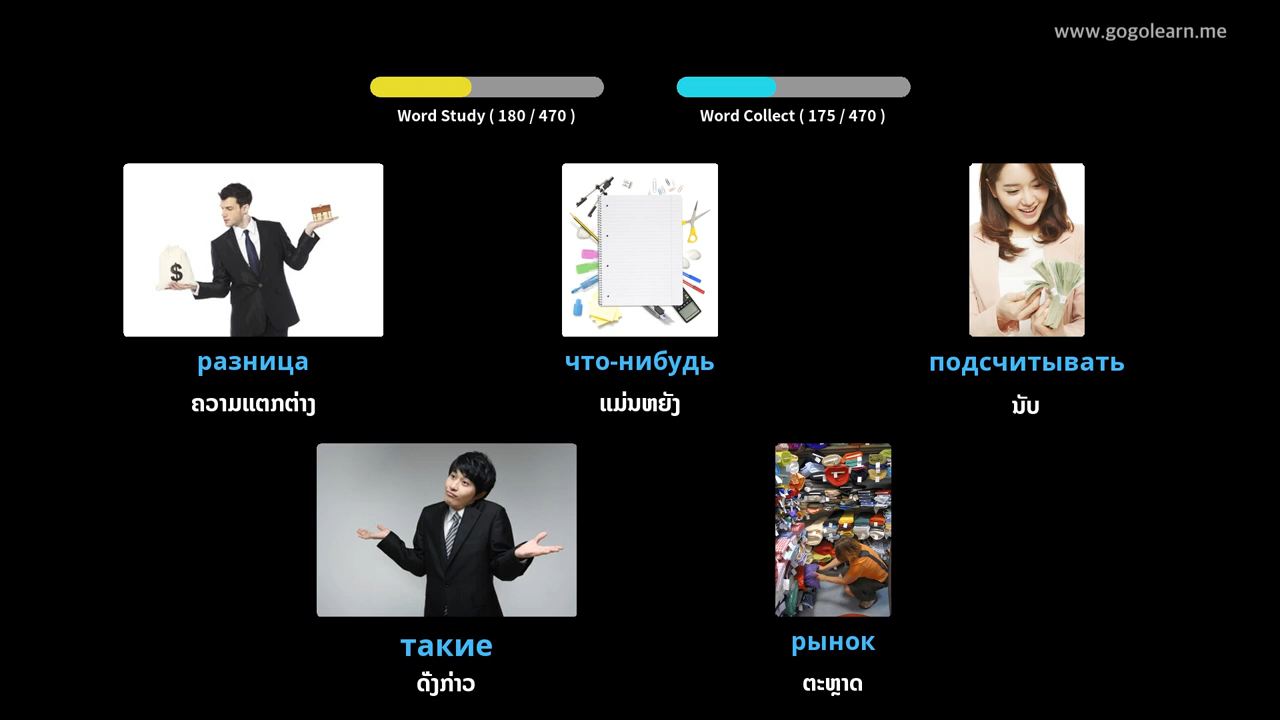 www.gogolearn.me
Word Study ( 180 / 470 )
Word Collect ( 175 / 470 )
разница
что-нибудь
подсчитывать
ຄວາມແຕກຕ່າງ
ແມ່ນຫຍັງ
ນັບ
такие
рынок
ດັ່ງກ່າວ
ຕະຫຼາດ